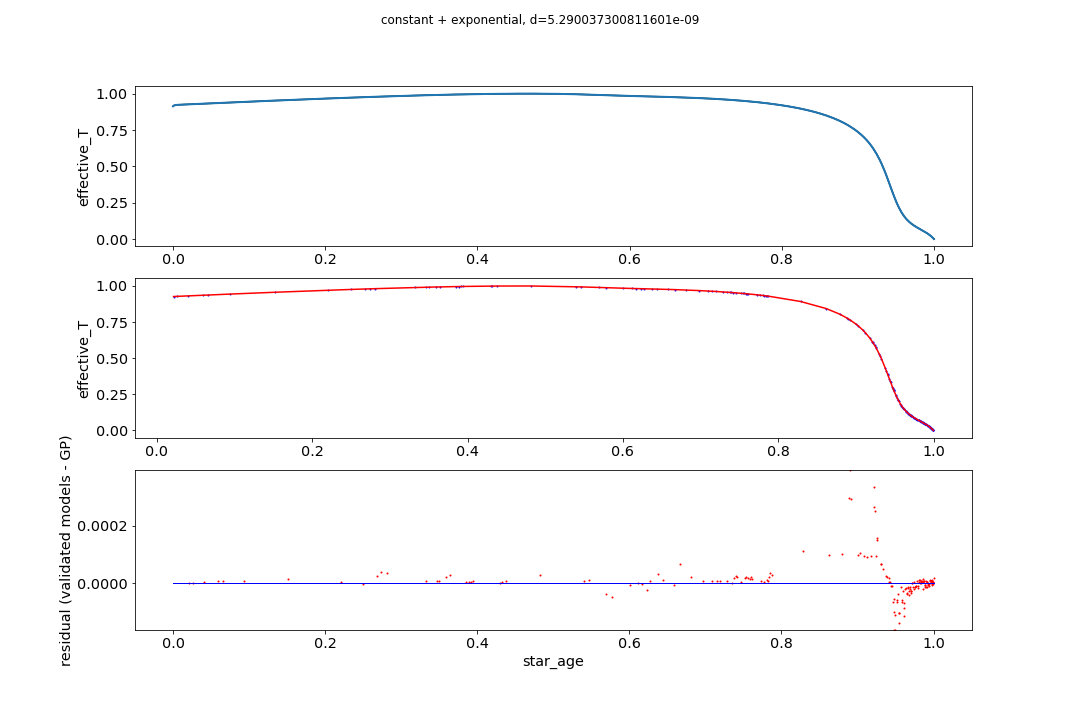 constant + exponential, d=5.290037300811601e-09
effective_T
1.00
0.75
0.50
0.25
0.00
0.0 0.2 0.4 0.6 0.8 1.0
effective_T
1.00
0.75
0.50
0.25
0.00
0.0 0.2 0.4 0.6 0.8 1.0
residual (validated models - GP)
0.0002
0.0000
0.0 0.2 0.4 0.6 0.8 1.0
star_age